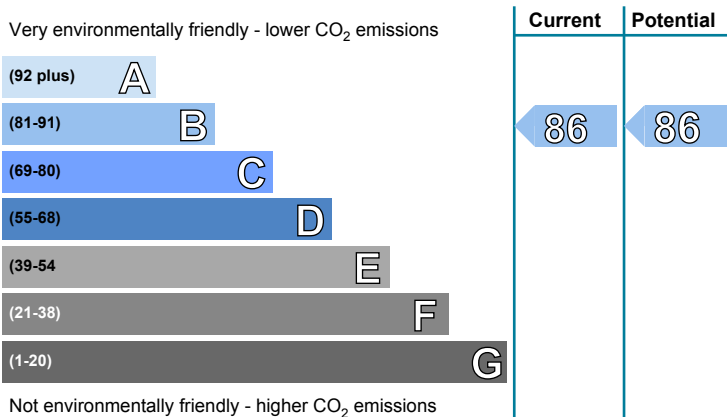 Very environmentally friendly - lower CO₂ emissions
Current
Potential
(92 plus) A
(81-91) B
86
86
(69-80) C
(55-68) D
(39-54 E
(21-38) F
(1-20) G
Not environmentally friendly - higher CO₂ emissions